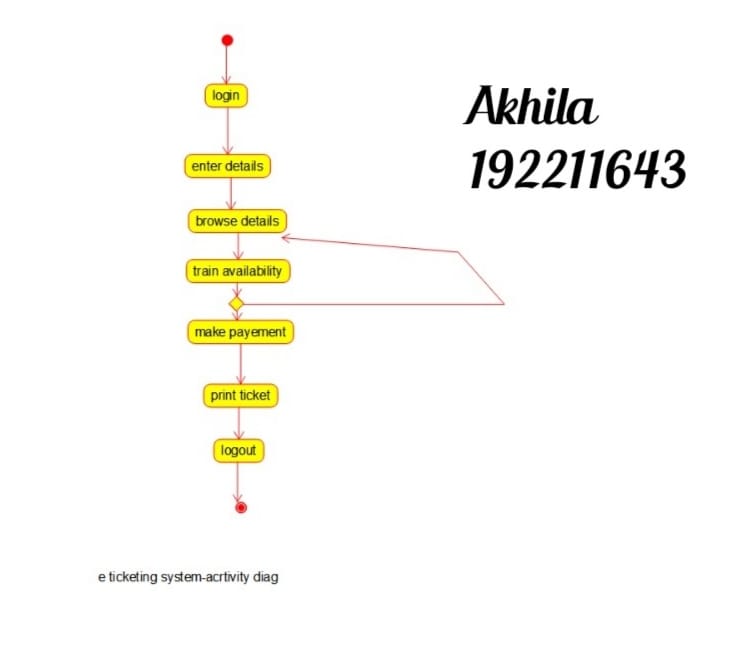 login
Akhila
enter details
192211643
browse details
train availability
make payement
print ticket
logout
e ticketing system-acrtivity diag